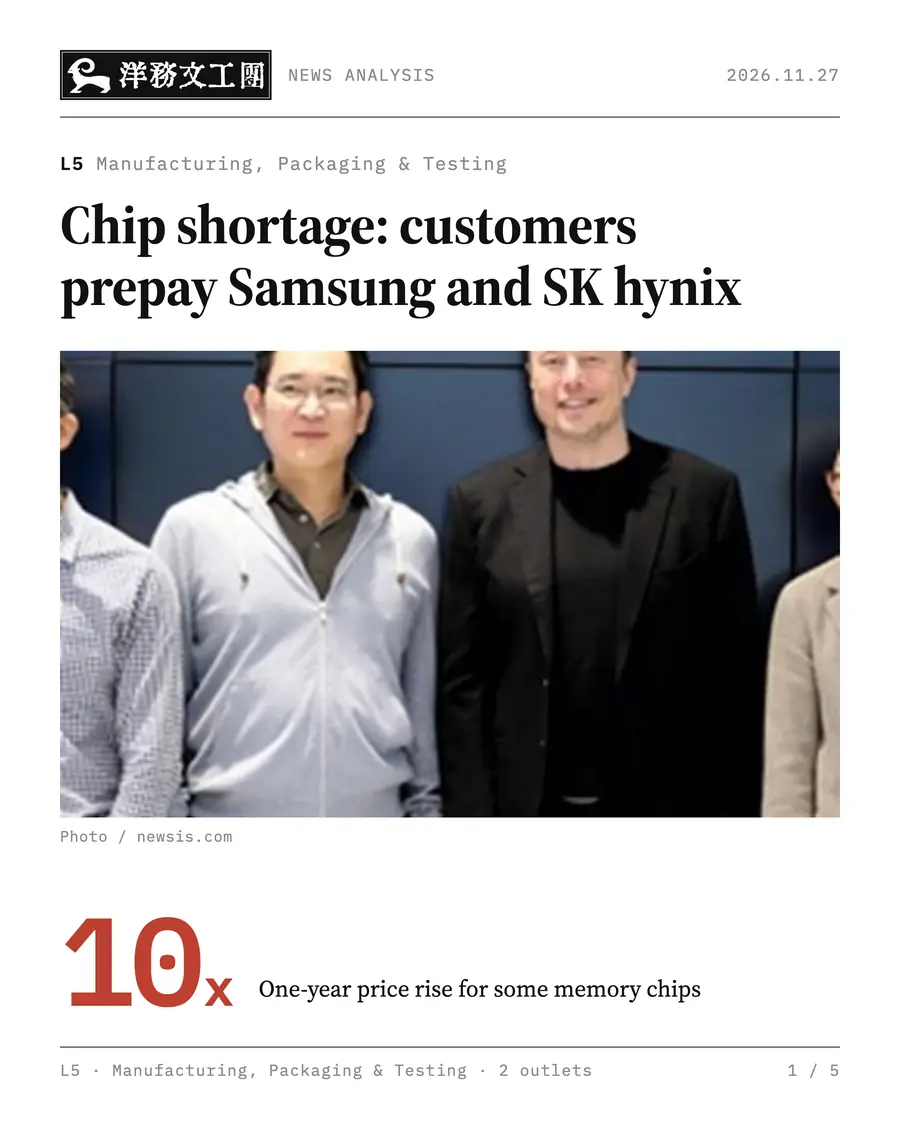 洋務文工團 NEWS ANALYSIS 2026.11.27
L5 Manufacturing, Packaging & Testing
Chip shortage: customers
prepay Samsung and SK hynix
Photo / newsis.com
10x One-year price rise for some memory chips
L5 · Manufacturing, Packaging & Testing · 2 outlets 1 / 5